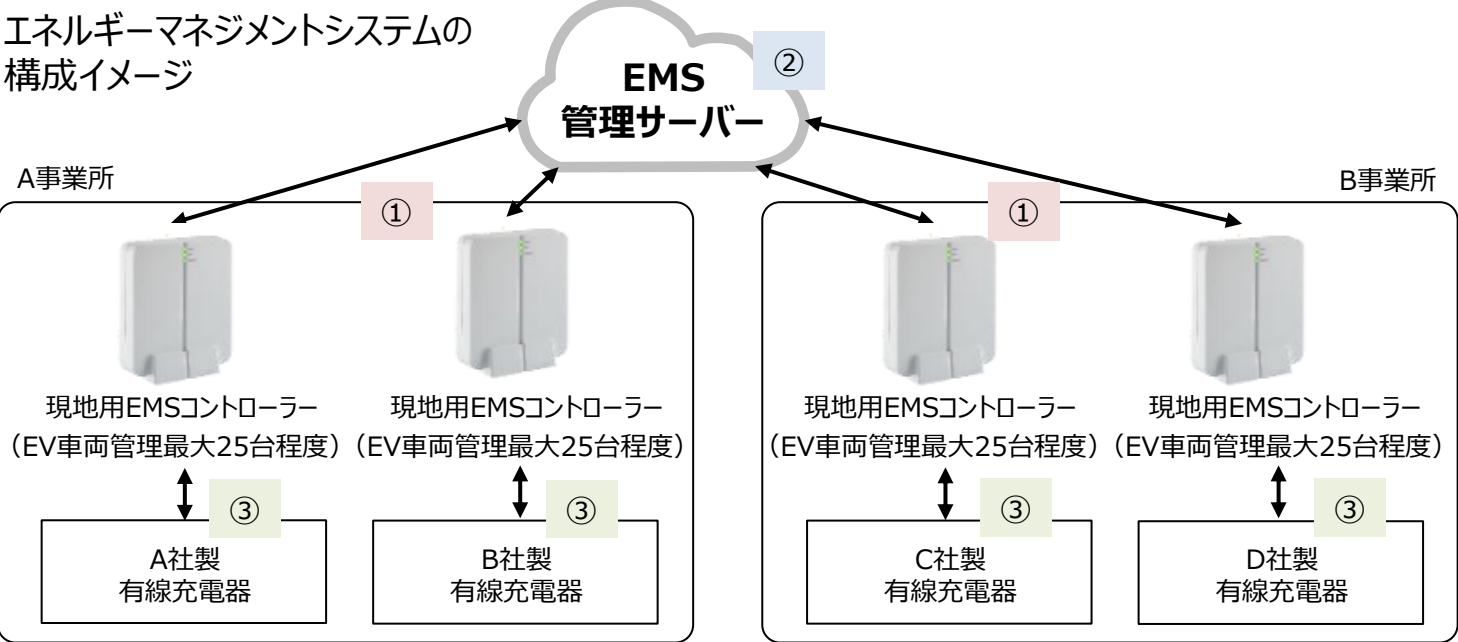 エネルギーマネジメントシステムの
構成イメージ
EMS
管理サーバー
②
A事業所
①
現地用EMSコントローラー
（EV車両管理最大25台程度）
③
A社製
有線充電器
現地用EMSコントローラー
（EV車両管理最大25台程度）
③
B社製
有線充電器
B事業所
①
現地用EMSコントローラー
（EV車両管理最大25台程度）
③
C社製
有線充電器
現地用EMSコントローラー
（EV車両管理最大25台程度）
③
D社製
有線充電器